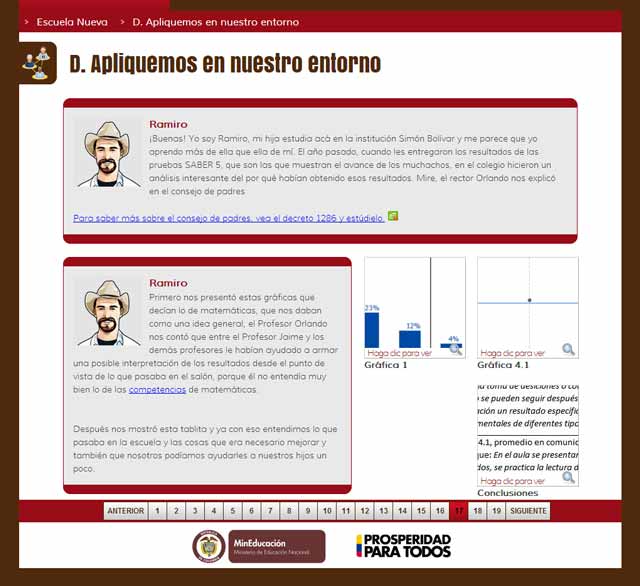 › Escuela Nueva › D. Apliquemos en nuestro entorno
D. Apliquemos en nuestro entorno
Ramiro
¡Buenas! Yo soy Ramiro, mi hija estudia acá en la institución Simón Bolívar y me parece que yo
aprendo más de ella que ella de mí. El año pasado, cuando les entregaron los resultados de las
pruebas SABER 5, que son las que muestran el avance de los muchachos, en el colegio hicieron un
análisis interesante del por qué habían obtenido esos resultados. Mire, el rector Orlando nos explicó
en el consejo de padres
Para saber más sobre el consejo de padres, vea el decreto 1286 y estúdielo.
Ramiro
Primero nos presentó estas gráficas que
decían lo de matemáticas, que nos daban
como una idea general, el Profesor Orlando
nos contó que entre el Profesor Jaime y los
demás profesores le habían ayudado a armar
una posible interpretación de los resultados desde el punto de
vista de lo que pasaba en el salón, porque él no entendía muy
bien lo de las competencias de matemáticas.
Después nos mostró esta tablita y ya con eso entendimos lo que
pasaba en la escuela y las cosas que era necesario mejorar y
también que nosotros podíamos ayudarles a nuestros hijos un
poco.
23%
12%
4%
Haga clic para ver
Gráfica 1
Haga clic para ver
Gráfica 4.1
la toma de desiciones o co
o se pueden seguir después
ación un resultado específic
mentales de diferentes tipo
4.1, promedio en comunic
que: En el aula se presentar
dos, se practica la lectura d
Haga clic para ver
Conclusiones
ANTERIOR 1 2 3 4 5 6 7 8 9 10 11 12 13 14 15 16 17 18 19 SIGUIENTE
MinEducación
Ministerio de Educación Nacional
PROSPERIDAD
PARA TODOS